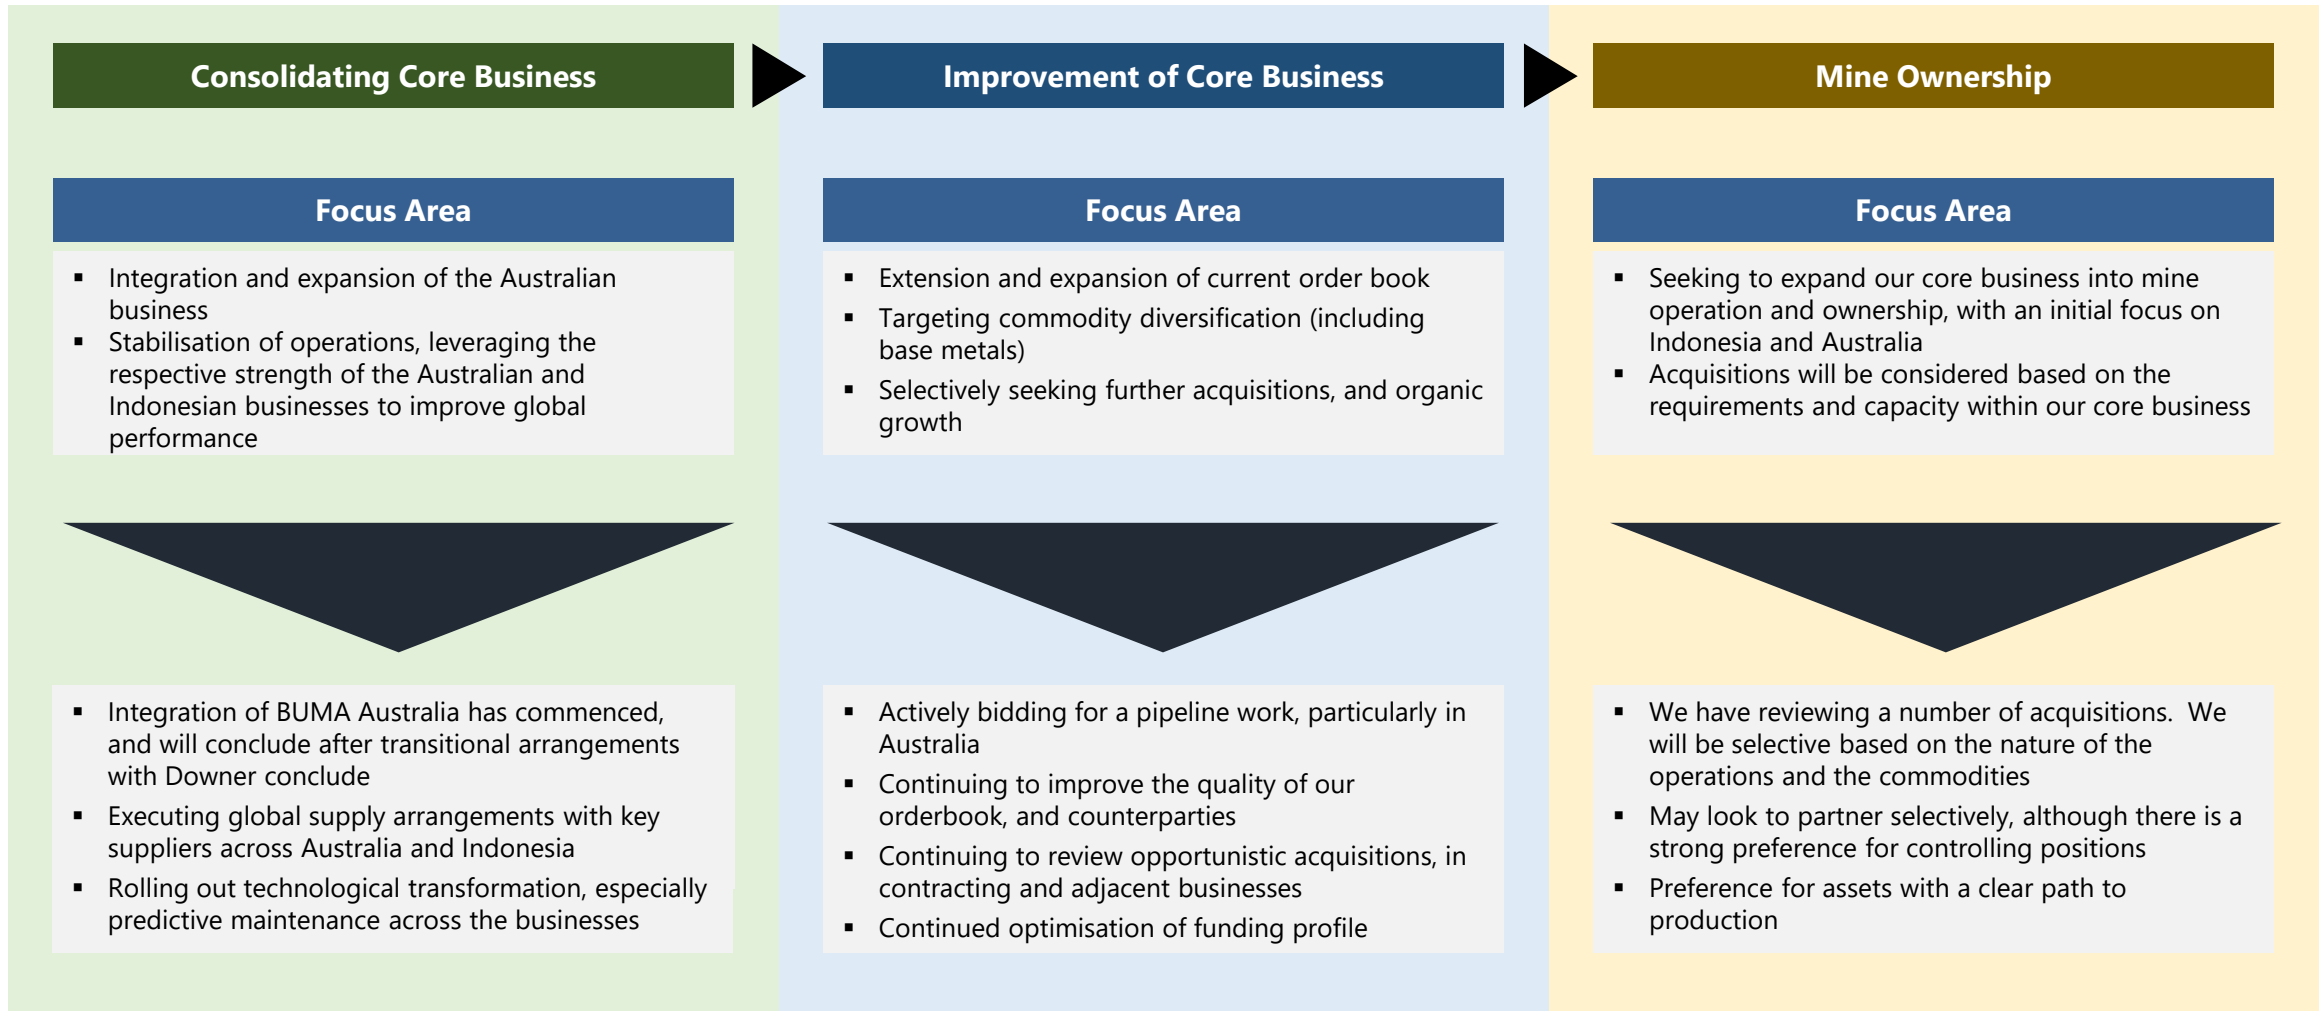 Consolidating Core Business
Focus Area
▪ Integration and expansion of the Australian
business
▪ Stabilisation of operations, leveraging the
respective strength of the Australian and
Indonesian businesses to improve global
performance
▪ Integration of BUMA Australia has commenced,
and will conclude after transitional arrangements
with Downer conclude
▪ Executing global supply arrangements with key
suppliers across Australia and Indonesia
▪ Rolling out technological transformation, especially
predictive maintenance across the businesses
Improvement of Core Business
Focus Area
▪ Extension and expansion of current order book
▪ Targeting commodity diversification (including
base metals)
▪ Selectively seeking further acquisitions, and organic
growth
▪ Actively bidding for a pipeline work, particularly in
Australia
▪ Continuing to improve the quality of our
orderbook, and counterparties
▪ Continuing to review opportunistic acquisitions, in
contracting and adjacent businesses
▪ Continued optimisation of funding profile
Mine Ownership
Focus Area
▪ Seeking to expand our core business into mine
operation and ownership, with an initial focus on
Indonesia and Australia
▪ Acquisitions will be considered based on the
requirements and capacity within our core business
▪ We have reviewing a number of acquisitions.  We
will be selective based on the nature of the
operations and the commodities
▪ May look to partner selectively, although there is a
strong preference for controlling positions
▪ Preference for assets with a clear path to
production